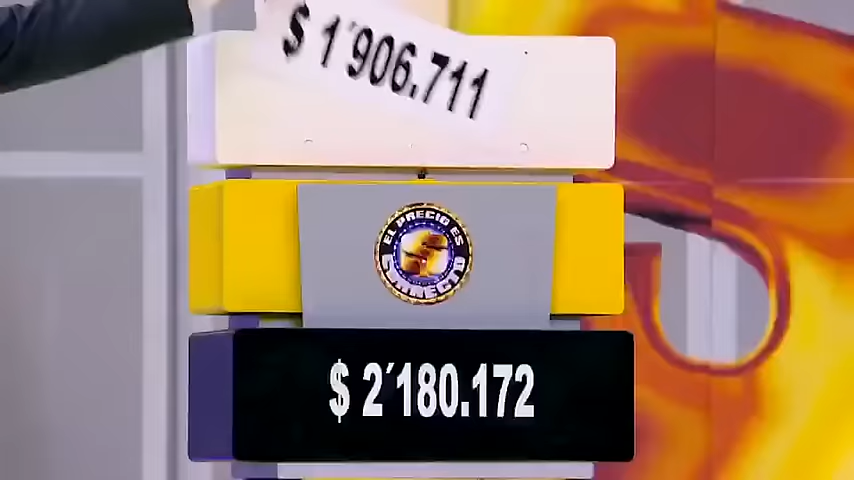 $ 1´906.711
EL PRECIO ES
CORRECTO
$ 2´180.172